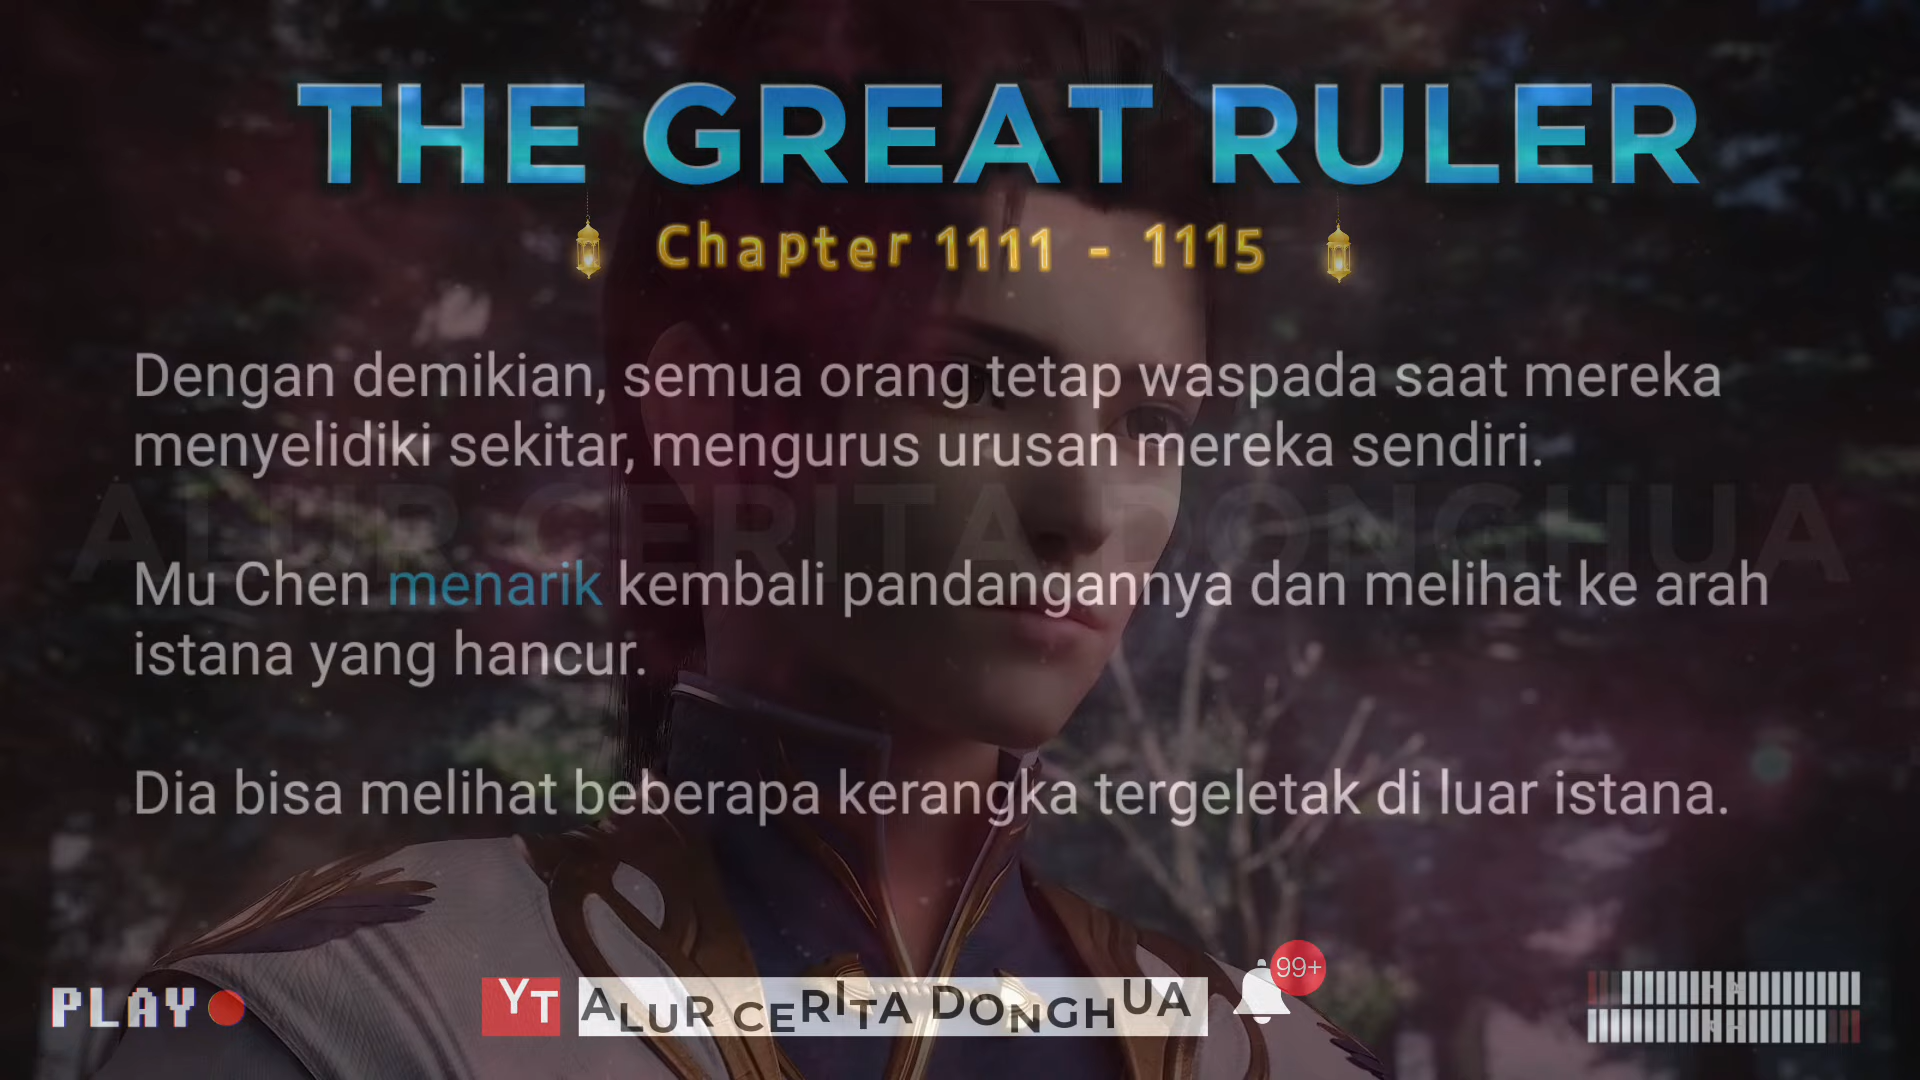 THE GREAT RULER
Chapter 1111 - 1115
Dengan demikian, semua orang tetap waspada saat mereka
menyelidiki sekitar, mengurus urusan mereka sendiri.
ALUR CERITA DONGHUA
Mu Chen menarik kembali pandangannya dan melihat ke arah
istana yang hancur.
Dia bisa melihat beberapa kerangka tergeletak di luar istana.
PLAY
YT ALUR CERITA DONGHUA
99+